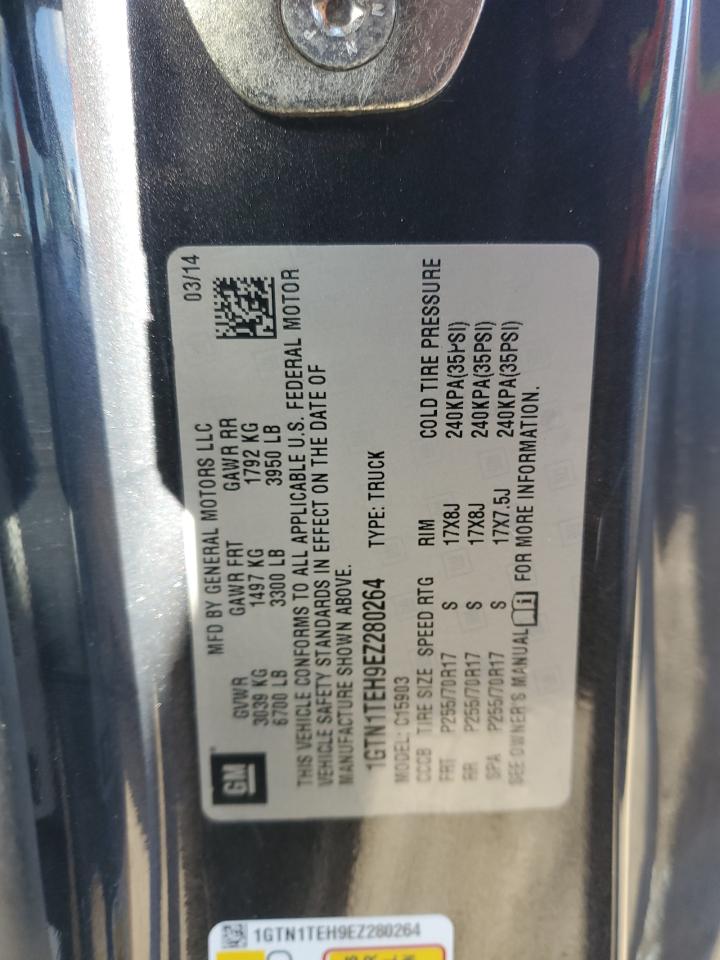 GM
MFD BY GENERAL MOTORS LLC 03/14
GVWR GAWR FRT GAWR RR
3039 KG 1497 KG 1792 KG
6700 LB 3300 LB 3950 LB
THIS VEHICLE CONFORMS TO ALL APPLICABLE U.S. FEDERAL MOTOR
VEHICLE SAFETY STANDARDS IN EFFECT ON THE DATE OF
MANUFACTURE SHOWN ABOVE.
1GTN1TEH9EZ280264 TYPE: TRUCK
MODEL: C15903
CCCB TIRE SIZE SPEED RTG RIM COLD TIRE PRESSURE
FRT P255/70R17 S 17X8J 240KPA(35PSI)
RR P255/70R17 S 17X8J 240KPA(35PSI)
SPA P255/70R17 S 17X7.5J 240KPA(35PSI)
SEE OWNER'S MANUAL FOR MORE INFORMATION.
1GTN1TEH9EZ280264